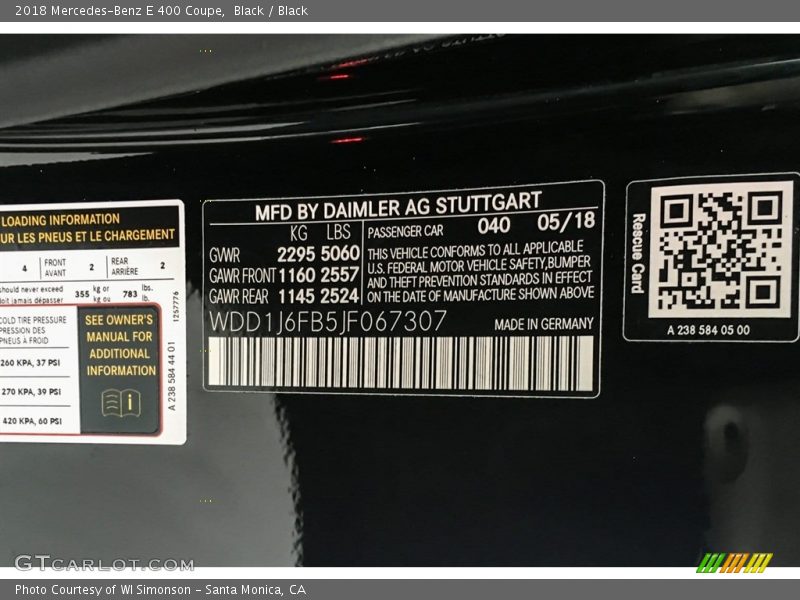 2018 Mercedes-Benz E 400 Coupe, Black / Black
LOADING INFORMATION
UR LES PNEUS ET LE CHARGEMENT
4 FRONT AVANT 2 REAR ARRIÈRE 2
should never exceed
doit jamais dépasser 355 kg or kg ou 783 lbs. lb.
COLD TIRE PRESSURE
PRESSION DES
PNEUS À FROID
260 KPA, 37 PSI
270 KPA, 39 PSI
420 KPA, 60 PSI
SEE OWNER'S
MANUAL FOR
ADDITIONAL
INFORMATION
i
A 238 584 44 01 1257776
MFD BY DAIMLER AG STUTTGART
KG LBS
GVWR 2295 5060
GAWR FRONT 1160 2557
GAWR REAR 1145 2524
PASSENGER CAR 040 05/18
THIS VEHICLE CONFORMS TO ALL APPLICABLE
U.S. FEDERAL MOTOR VEHICLE SAFETY,BUMPER
AND THEFT PREVENTION STANDARDS IN EFFECT
ON THE DATE OF MANUFACTURE SHOWN ABOVE
WDD1J6FB5JF067307 MADE IN GERMANY
Rescue Card
A 238 584 05 00
GTCARLOT.COM
Photo Courtesy of WI Simonson - Santa Monica, CA